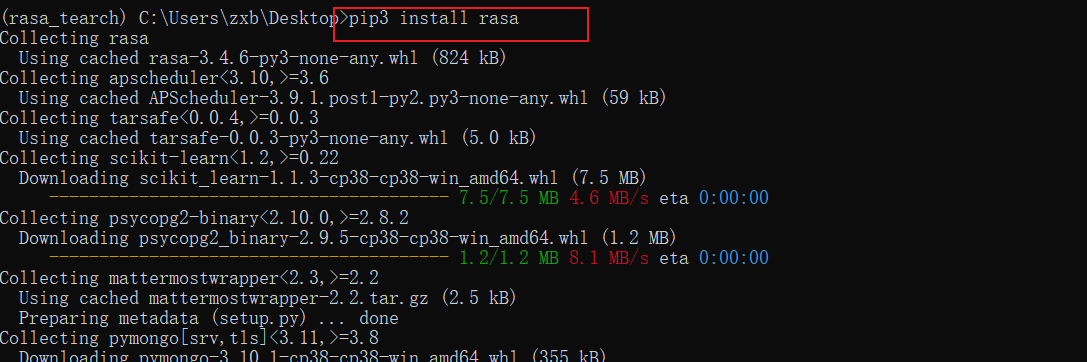 (rasa_tearch) C:\Users\zxb\Desktop>pip3 install rasa
Collecting rasa
  Using cached rasa-3.4.6-py3-none-any.whl (824 kB)
Collecting apscheduler<3.10,>=3.6
  Using cached APScheduler-3.9.1.post1-py2.py3-none-any.whl (59 kB)
Collecting tarsafe<0.0.4,>=0.0.3
  Using cached tarsafe-0.0.3-py3-none-any.whl (5.0 kB)
Collecting scikit-learn<1.2,>=0.22
  Downloading scikit_learn-1.1.3-cp38-cp38-win_amd64.whl (7.5 MB)
     ---------------------------------------- 7.5/7.5 MB 4.6 MB/s eta 0:00:00
Collecting psycopg2-binary<2.10.0,>=2.8.2
  Downloading psycopg2_binary-2.9.5-cp38-cp38-win_amd64.whl (1.2 MB)
     ---------------------------------------- 1.2/1.2 MB 8.1 MB/s eta 0:00:00
Collecting mattermostwrapper<2.3,>=2.2
  Using cached mattermostwrapper-2.2.tar.gz (2.5 kB)
  Preparing metadata (setup.py) ... done
Collecting pymongo[srv,tls]<3.11,>=3.8
  Downloading pymongo-3.10.1-cp38-cp38-win_amd64.whl (355 kB)